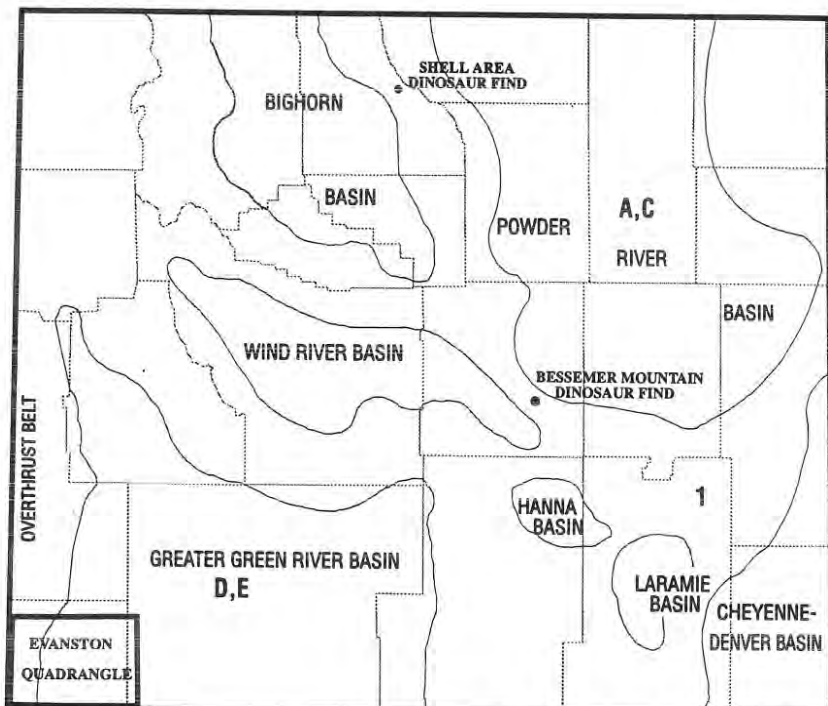 SHELL AREA
DINOSAUR FIND
BIGHORN
BASIN
A,C
POWDER
RIVER
BASIN
WIND RIVER BASIN
BESSEMER MOUNTAIN
DINOSAUR FIND
OVERTHRUST BELT
HANNA
BASIN
1
GREATER GREEN RIVER BASIN
D,E
LARAMIE
BASIN
CHEYENNE-
DENVER BASIN
EVANSTON
QUADRANGLE